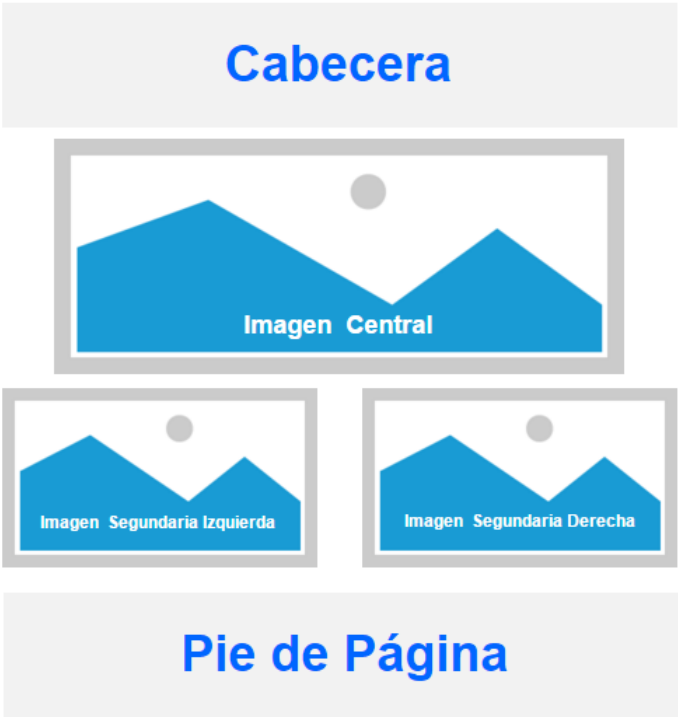 Cabecera
Imagen  Central
Imagen  Segundaria Izquierda
Imagen  Segundaria Derecha
Pie de Página